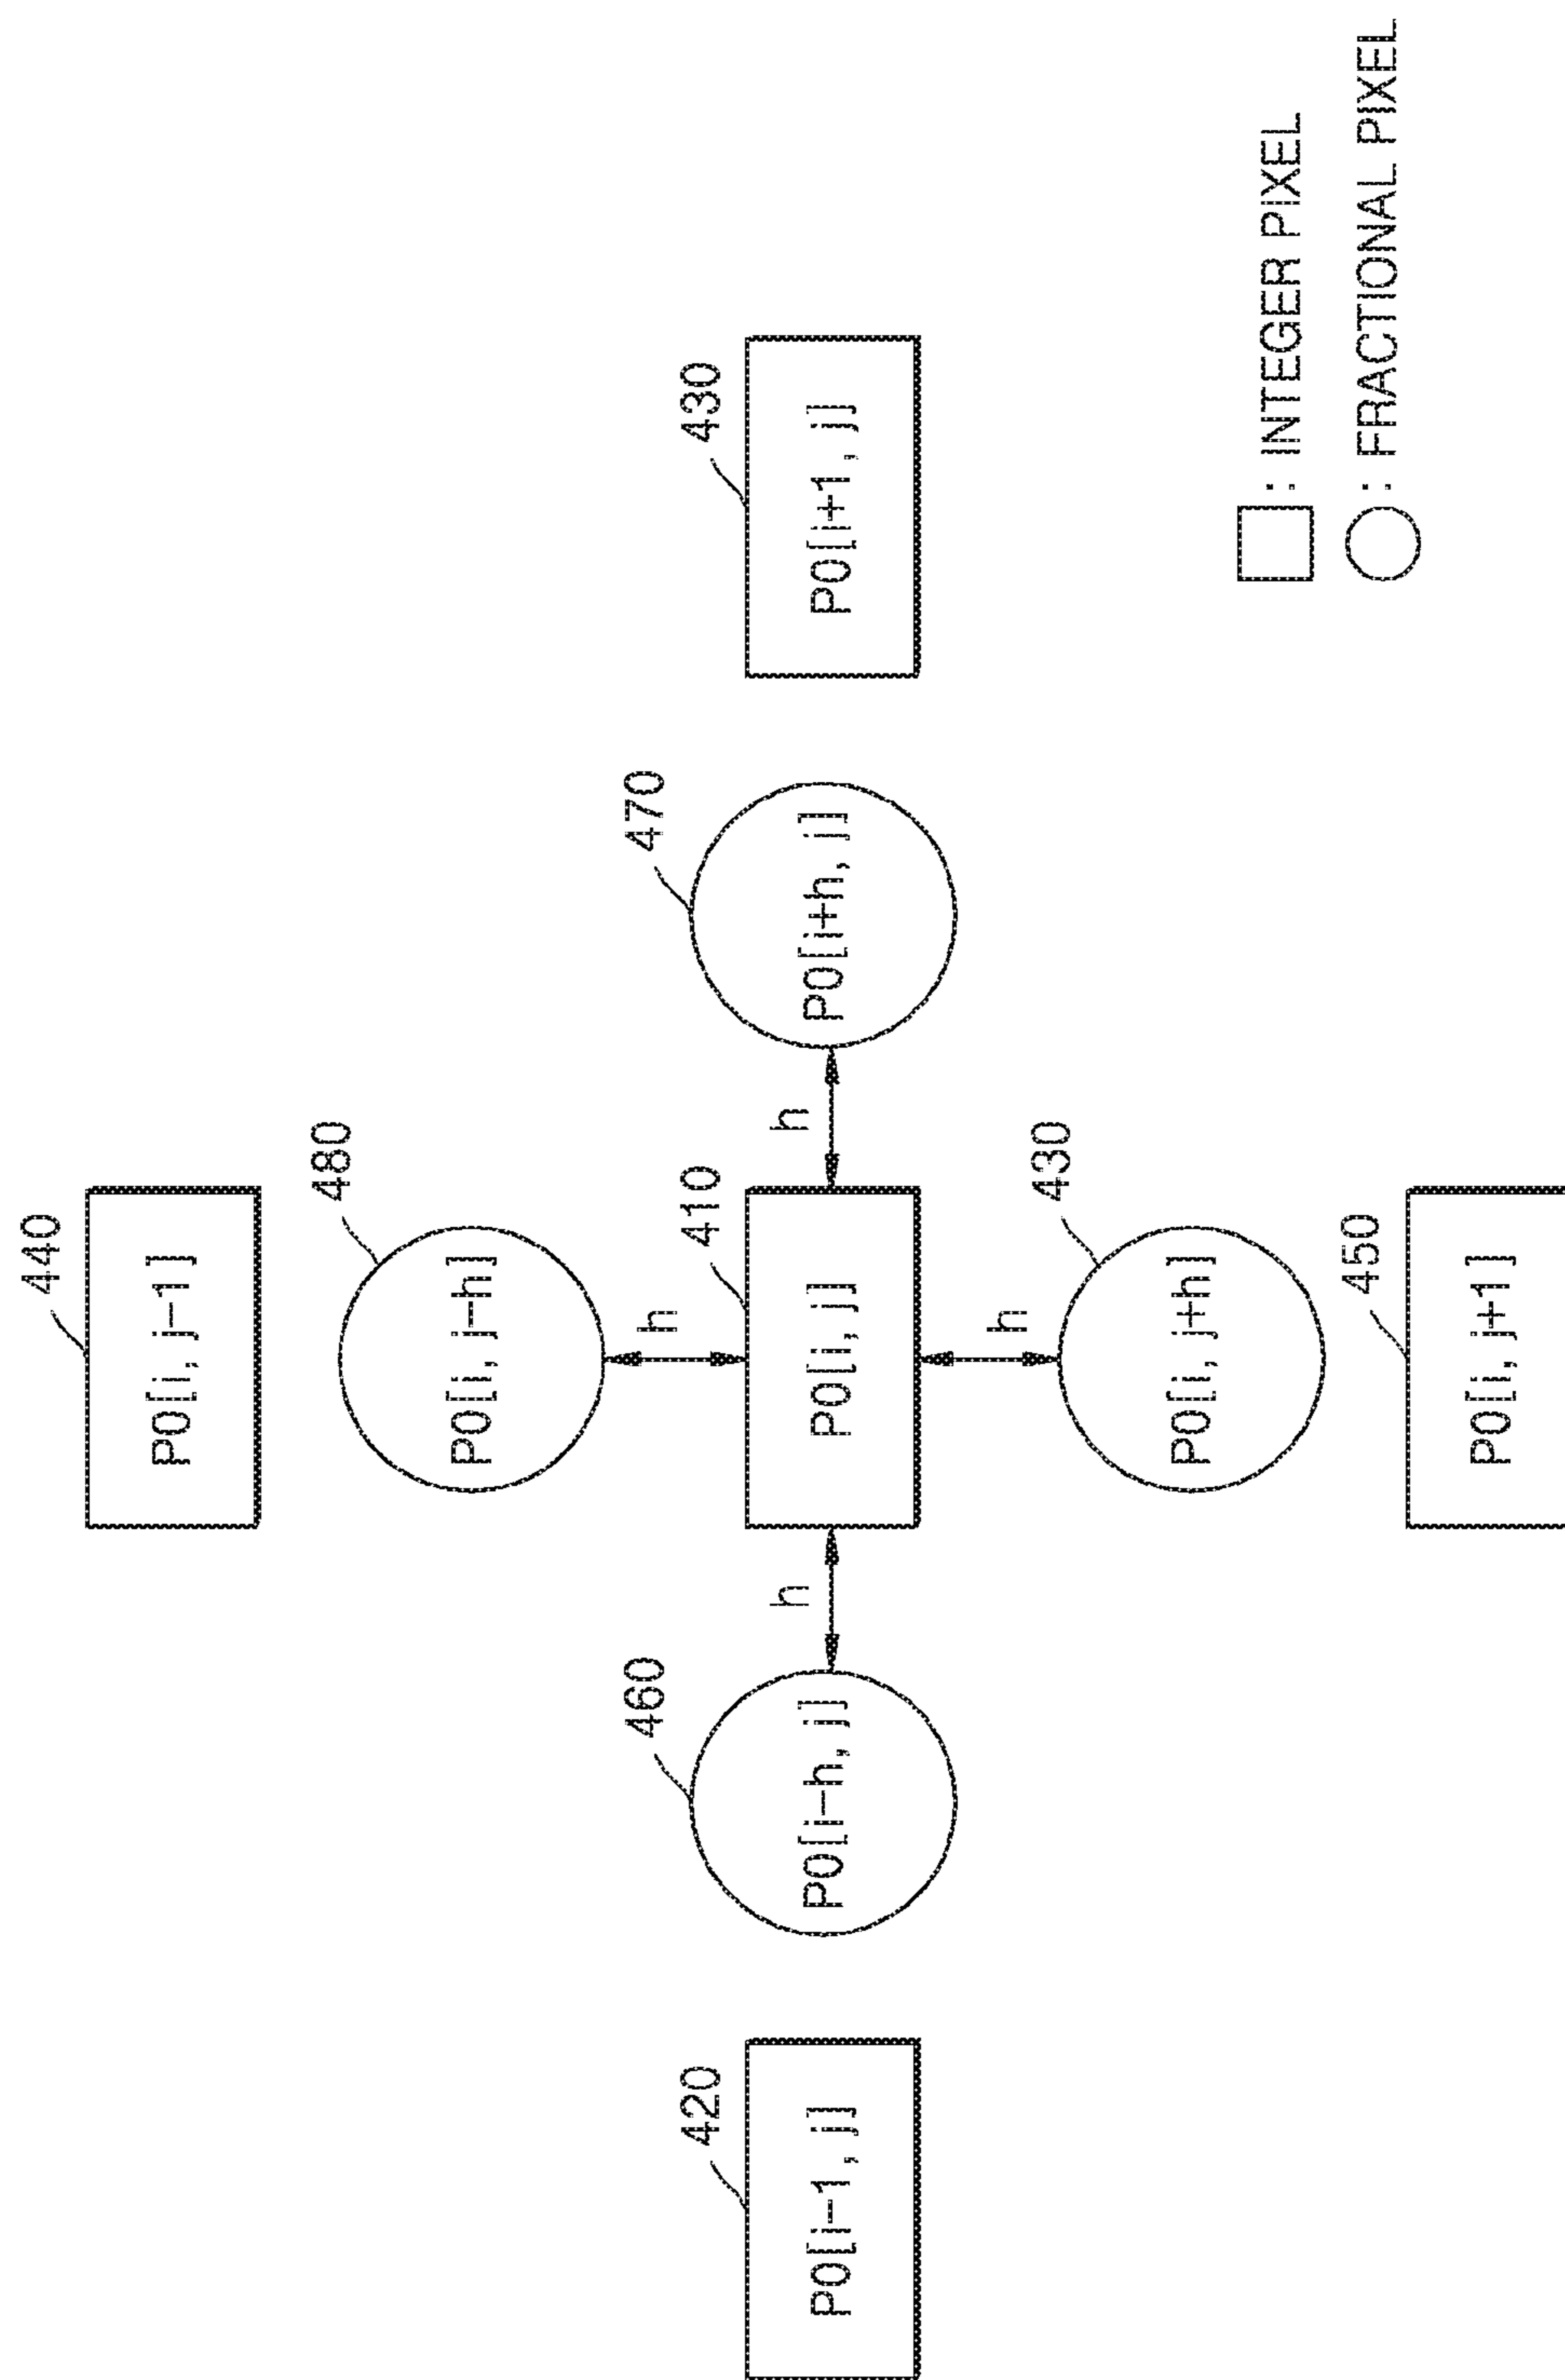 440
P0[i, j−1]
480
P0[i, j−h]
h
420
P0[i−1, j]
460
P0[i−h, j]
h
410
P0[i, j]
h
470
P0[i+h, j]
430
P0[i+1, j]
h
430
P0[i, j+h]
450
P0[i, j+1]
: INTEGER PIXEL
: FRACTIONAL PIXEL